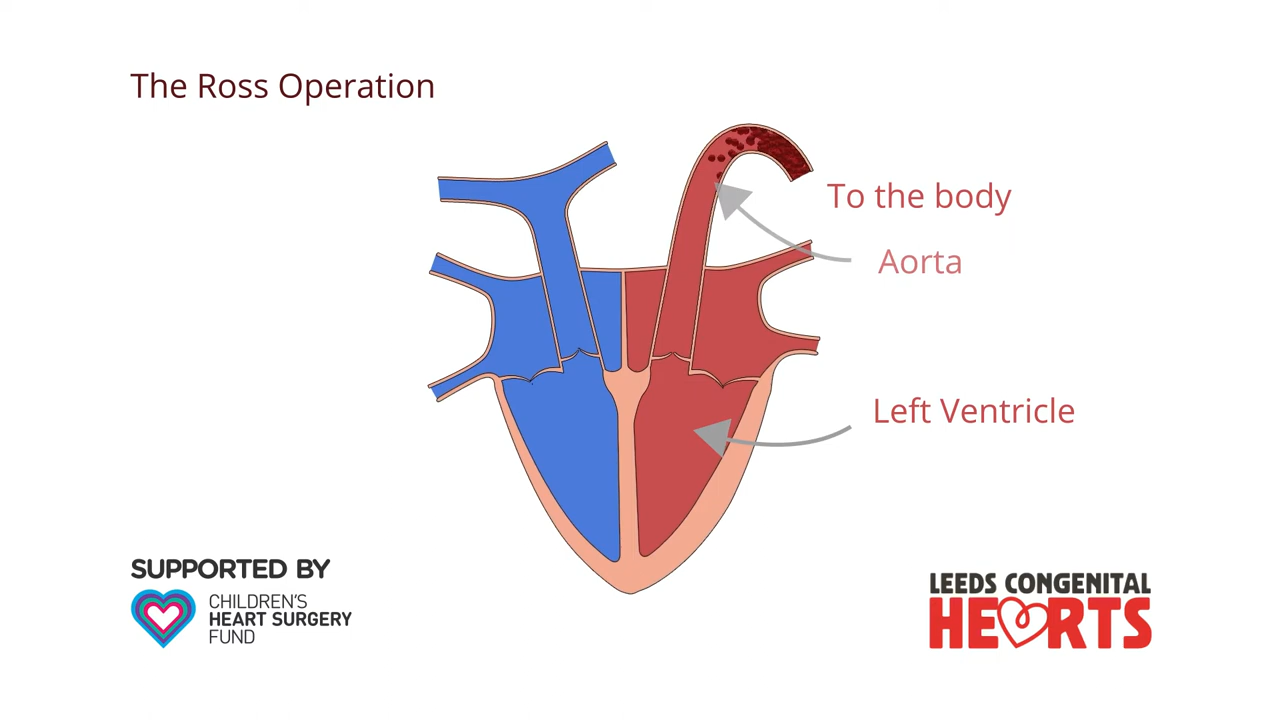 The Ross Operation
To the body
Aorta
Left Ventricle
SUPPORTED BY
CHILDREN'S
HEART SURGERY
FUND
LEEDS CONGENITAL
HEARTS